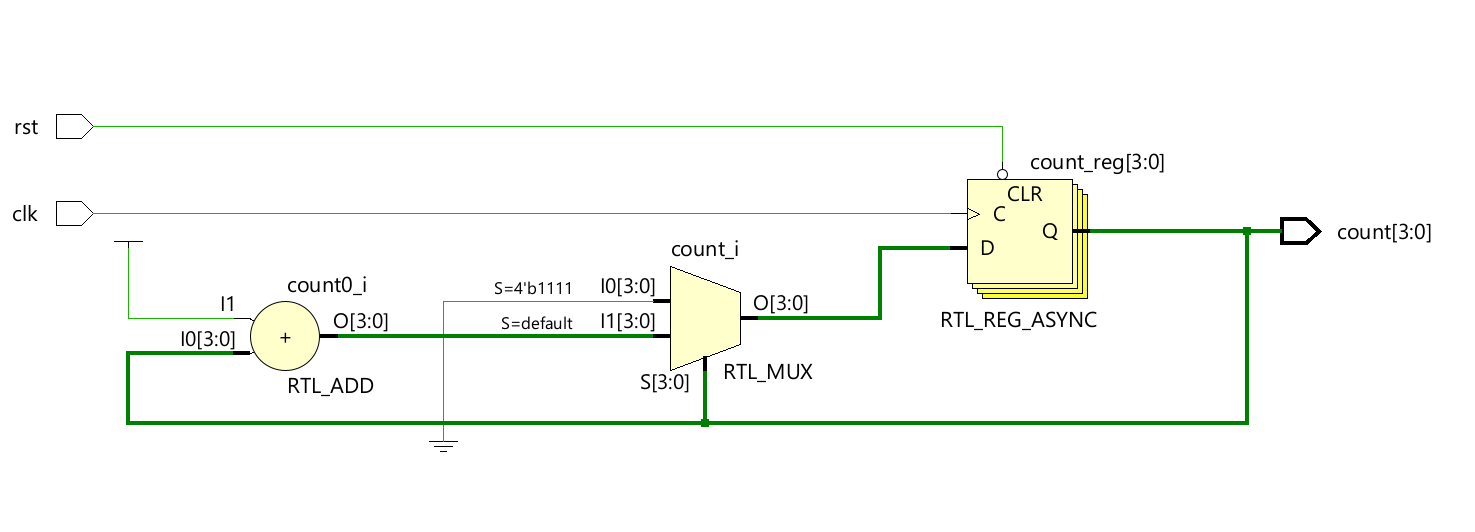 rst
count_reg[3:0]
CLR
clk
C
Q
count[3:0]
D
count_i
count0_i
S=4'b1111
I0[3:0]
I1
O[3:0]
O[3:0]
S=default
I1[3:0]
RTL_REG_ASYNC
I0[3:0]
+
RTL_MUX
S[3:0]
RTL_ADD